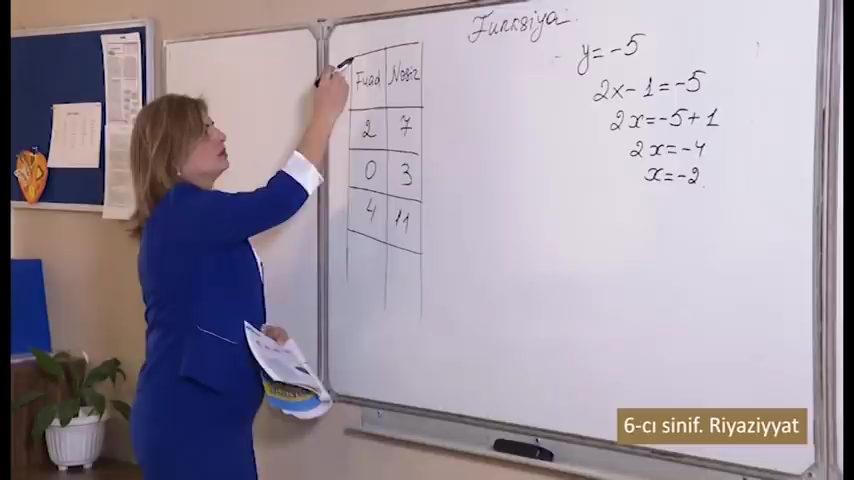 Funksiya.
Fuad Nəsir
2 7
0 3
4 11
y=-5
2x-1=-5
2x=-5+1
2x=-4
x=-2.
6-cı sinif. Riyaziyyat